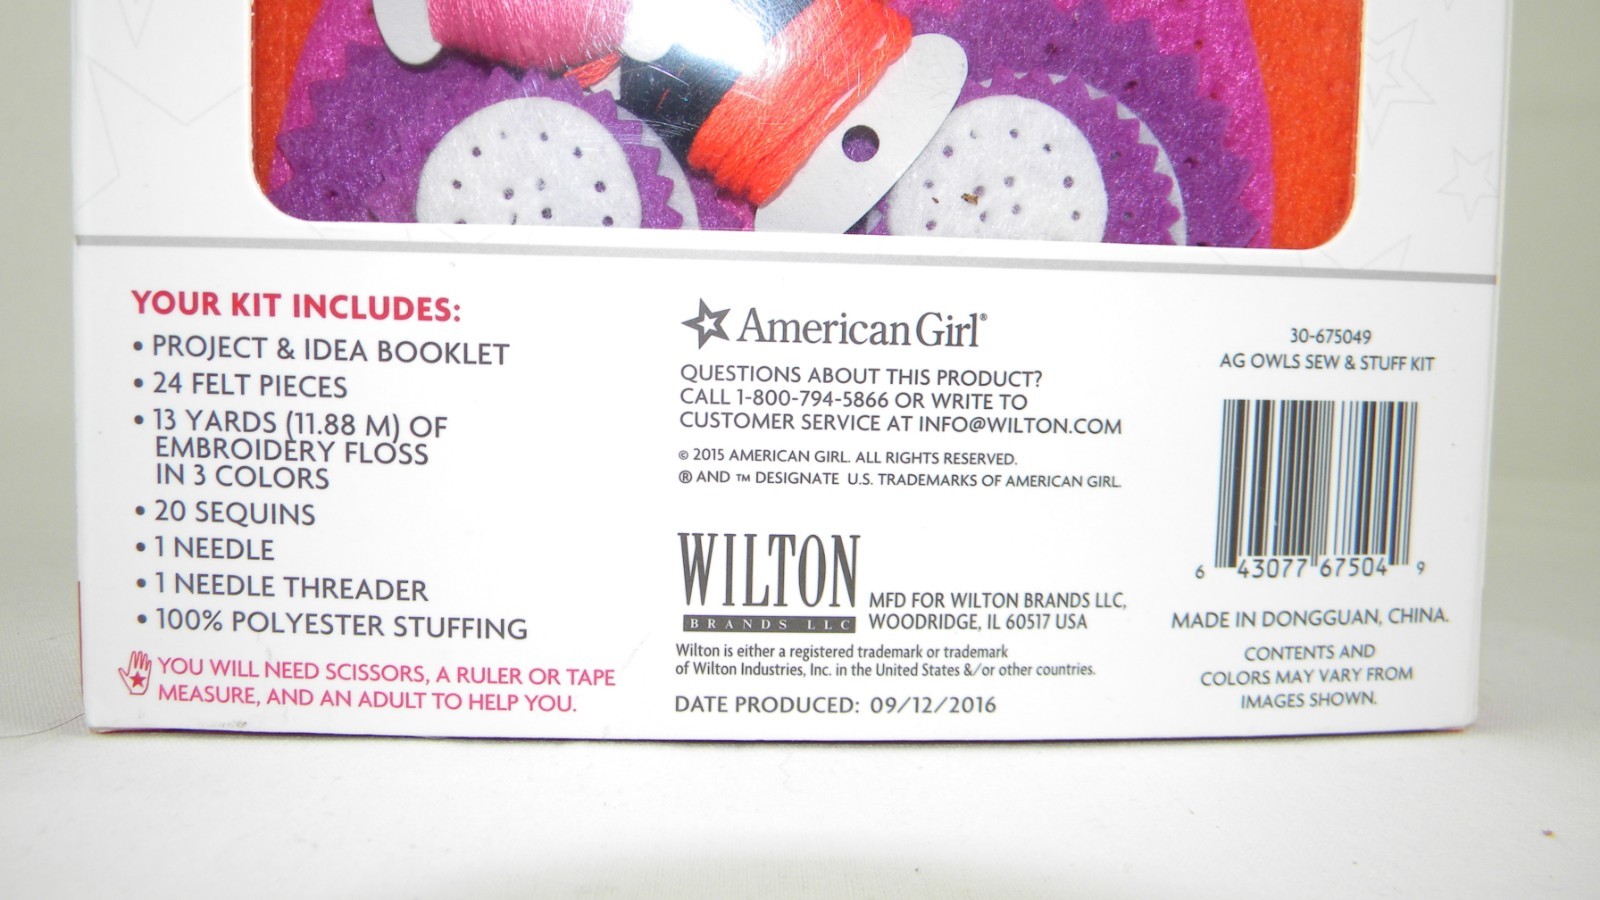 YOUR KIT INCLUDES:
• PROJECT & IDEA BOOKLET
• 24 FELT PIECES
• 13 YARDS (11.88 M) OF
EMBROIDERY FLOSS
IN 3 COLORS
• 20 SEQUINS
• 1 NEEDLE
• 1 NEEDLE THREADER
• 100% POLYESTER STUFFING
YOU WILL NEED SCISSORS, A RULER OR TAPE
MEASURE, AND AN ADULT TO HELP YOU.
American Girl®
QUESTIONS ABOUT THIS PRODUCT?
CALL 1-800-794-5866 OR WRITE TO
CUSTOMER SERVICE AT INFO@WILTON.COM
© 2015 AMERICAN GIRL. ALL RIGHTS RESERVED.
® AND ™ DESIGNATE U.S. TRADEMARKS OF AMERICAN GIRL.
WILTON
BRANDS LLC
MFD FOR WILTON BRANDS LLC,
WOODRIDGE, IL 60517 USA
Wilton is either a registered trademark or trademark
of Wilton Industries, Inc. in the United States &/or other countries.
DATE PRODUCED: 09/12/2016
30-675049
AG OWLS SEW & STUFF KIT
6 43077 67504 9
MADE IN DONGGUAN, CHINA.
CONTENTS AND
COLORS MAY VARY FROM
IMAGES SHOWN.